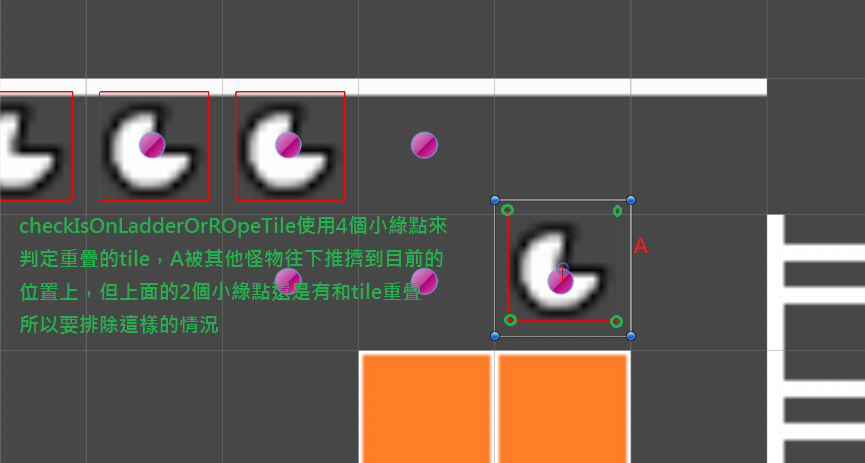 checkIsOnLadderOrROpeTile使用4個小綠點來
判定重疊的tile，A被其他怪物往下推擠到目前的
A
位置上，但上面的2個小綠點還是有和tile重疊
所以要排除這樣的情況